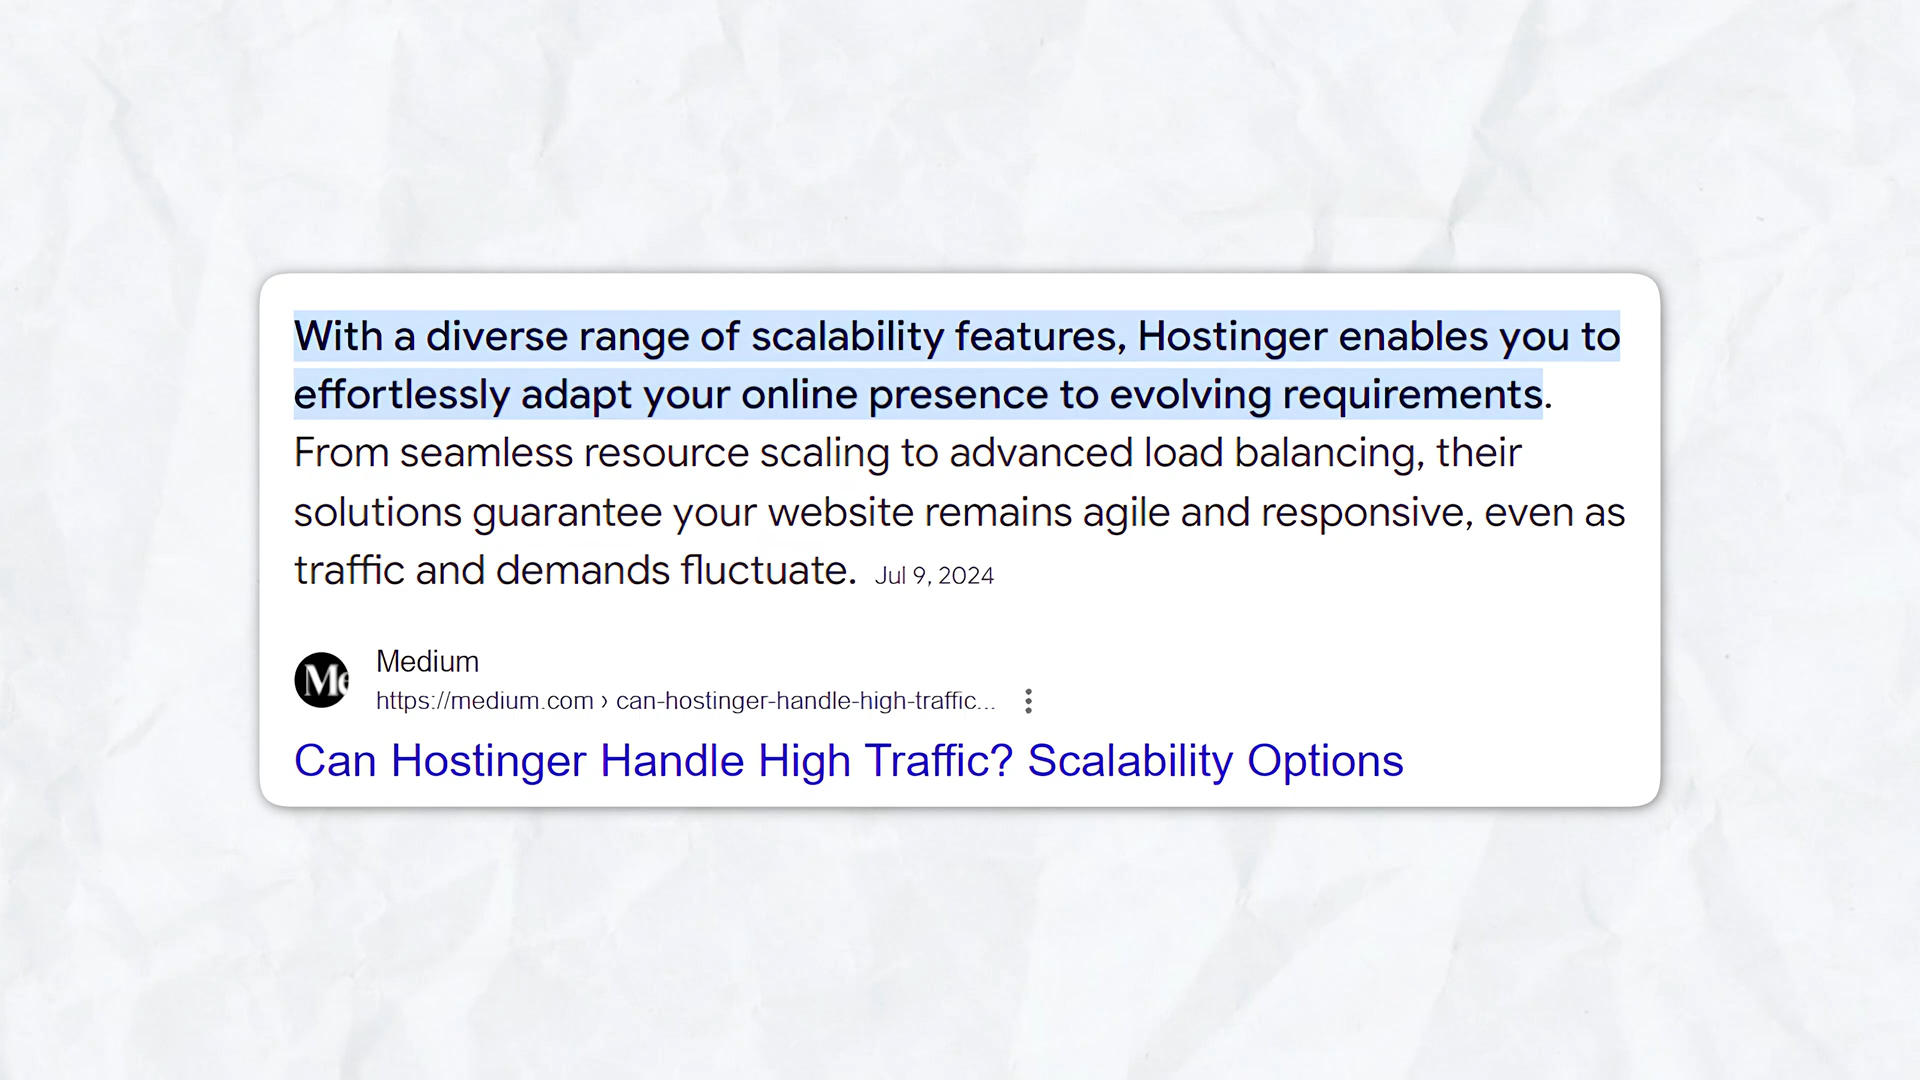 With a diverse range of scalability features, Hostinger enables you to
effortlessly adapt your online presence to evolving requirements.
From seamless resource scaling to advanced load balancing, their
solutions guarantee your website remains agile and responsive, even as
traffic and demands fluctuate. Jul 9, 2024
Me
Medium
https://medium.com › can-hostinger-handle-high-traffic...
Can Hostinger Handle High Traffic? Scalability Options